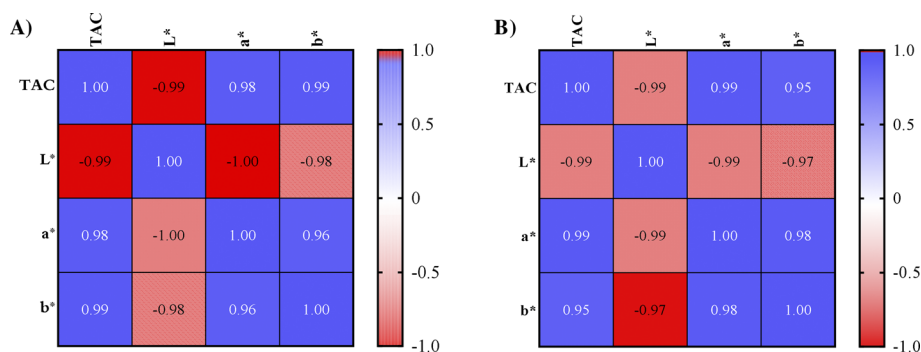 A)
TAC L* a* b*
TAC 1.00 -0.99 0.98 0.99
L* -0.99 1.00 -1.00 -0.98
a* 0.98 -1.00 1.00 0.96
b* 0.99 -0.98 0.96 1.00
1.0
0.5
0
-0.5
-1.0
B)
TAC L* a* b*
TAC 1.00 -0.99 0.99 0.95
L* -0.99 1.00 -0.99 -0.97
a* 0.99 -0.99 1.00 0.98
b* 0.95 -0.97 0.98 1.00
1.0
0.5
0
-0.5
-1.0